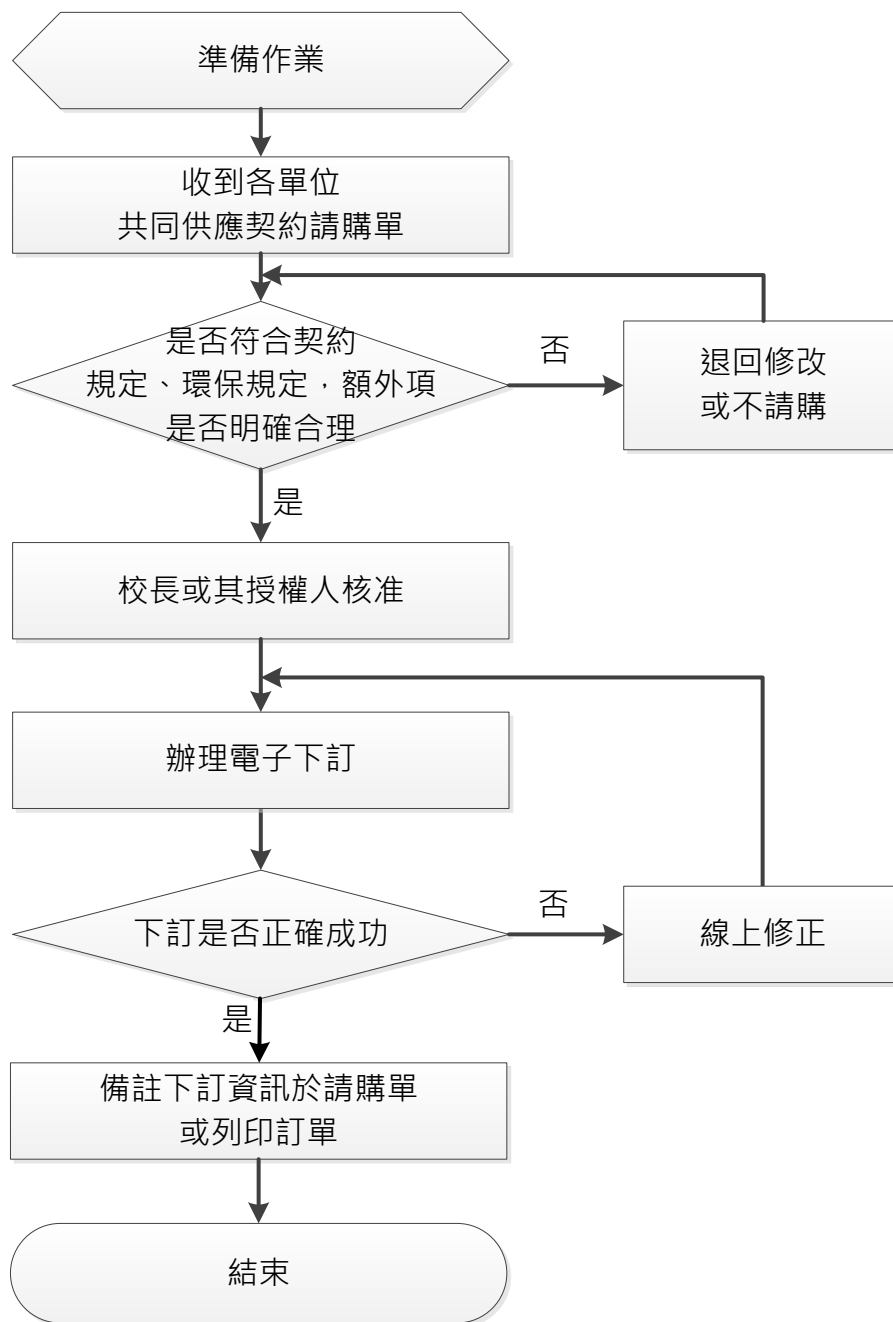 準備作業
收到各單位
共同供應契約請購單
是否符合契約
規定、環保規定，額外項
是否明確合理
否
退回修改
或不請購
是
校長或其授權人核准
辦理電子下訂
下訂是否正確成功
否
線上修正
是
備註下訂資訊於請購單
或列印訂單
結束